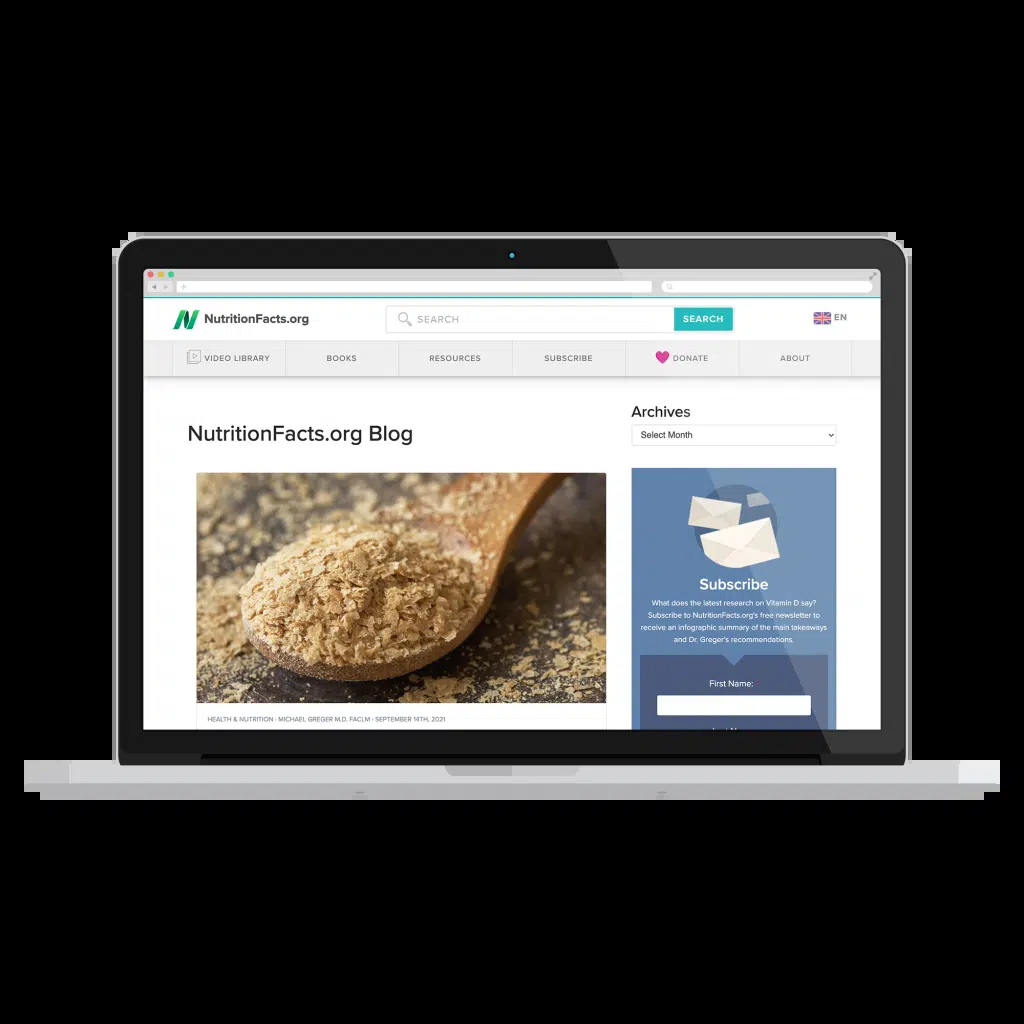 NutritionFacts.org
SEARCH
SEARCH
EN
VIDEO LIBRARY
BOOKS
RESOURCES
SUBSCRIBE
DONATE
ABOUT
NutritionFacts.org Blog
Archives
Select Month
HEALTH & NUTRITION · MICHAEL GREGER M.D. FACLM · SEPTEMBER 14TH, 2021
Subscribe
What does the latest research on Vitamin D say?
Subscribe to NutritionFacts.org's free newsletter to
receive an infographic summary of the main takeaways
and Dr. Greger's recommendations.
First Name: